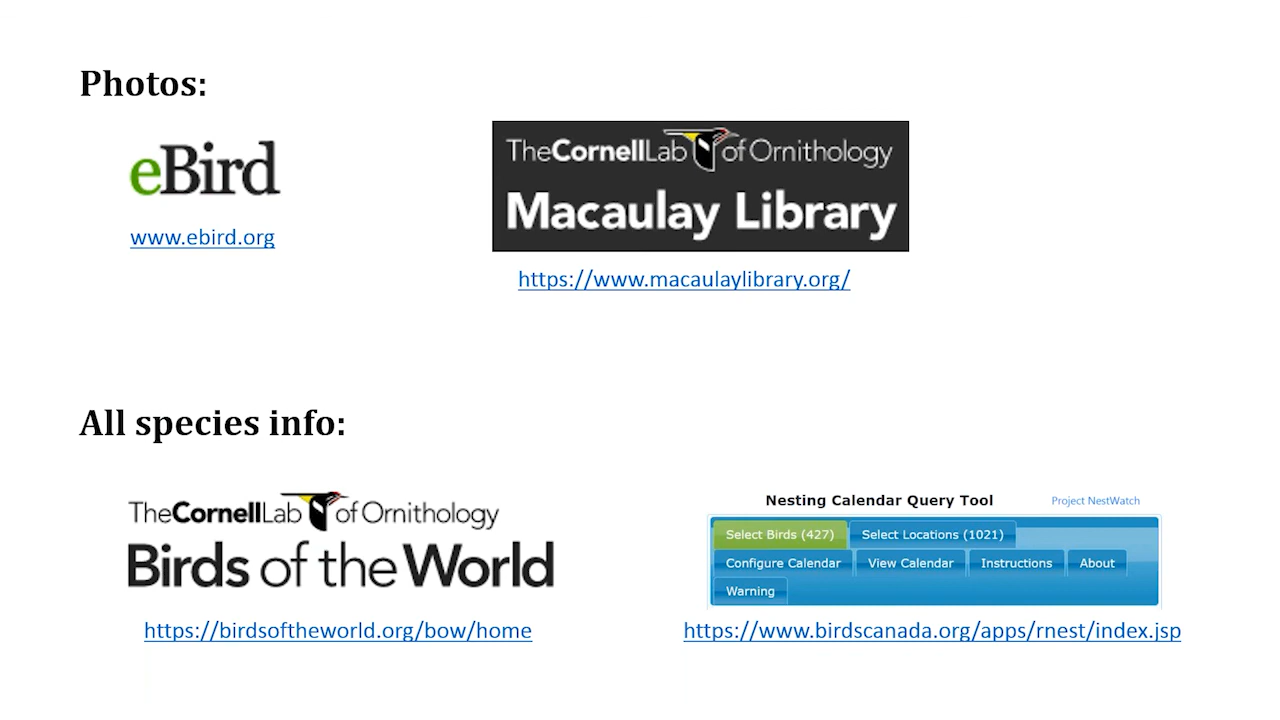 Photos:
eBird
www.ebird.org
TheCornellLab of Ornithology
Macaulay Library
https://www.macaulaylibrary.org/
All species info:
TheCornellLab of Ornithology
Birds of the World
https://birdsoftheworld.org/bow/home
Nesting Calendar Query Tool Project NestWatch
Select Birds (427) Select Locations (1021)
Configure Calendar View Calendar Instructions About
Warning
https://www.birdscanada.org/apps/rnest/index.jsp